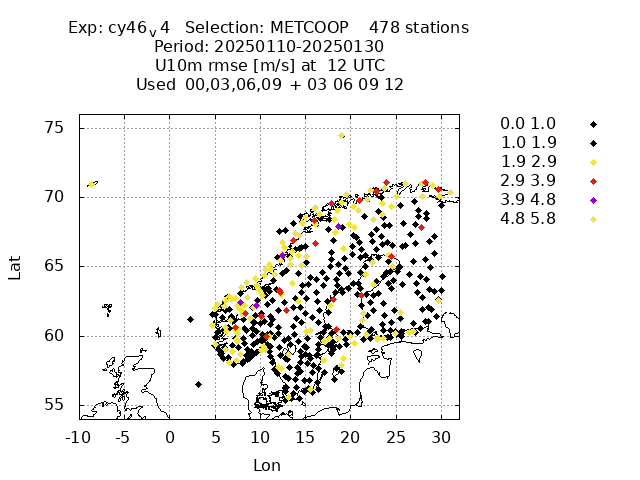 Exp: cy46v4 Selection: METCOOP 478 stations
Period: 20250110-20250130
U10m rmse [m/s] at 12 UTC
Used 00,03,06,09 + 03 06 09 12
75
70
65
60
55
-10 -5 0 5 10 15 20 25 30
Lat
Lon
0.0 1.0
1.0 1.9
1.9 2.9
2.9 3.9
3.9 4.8
4.8 5.8